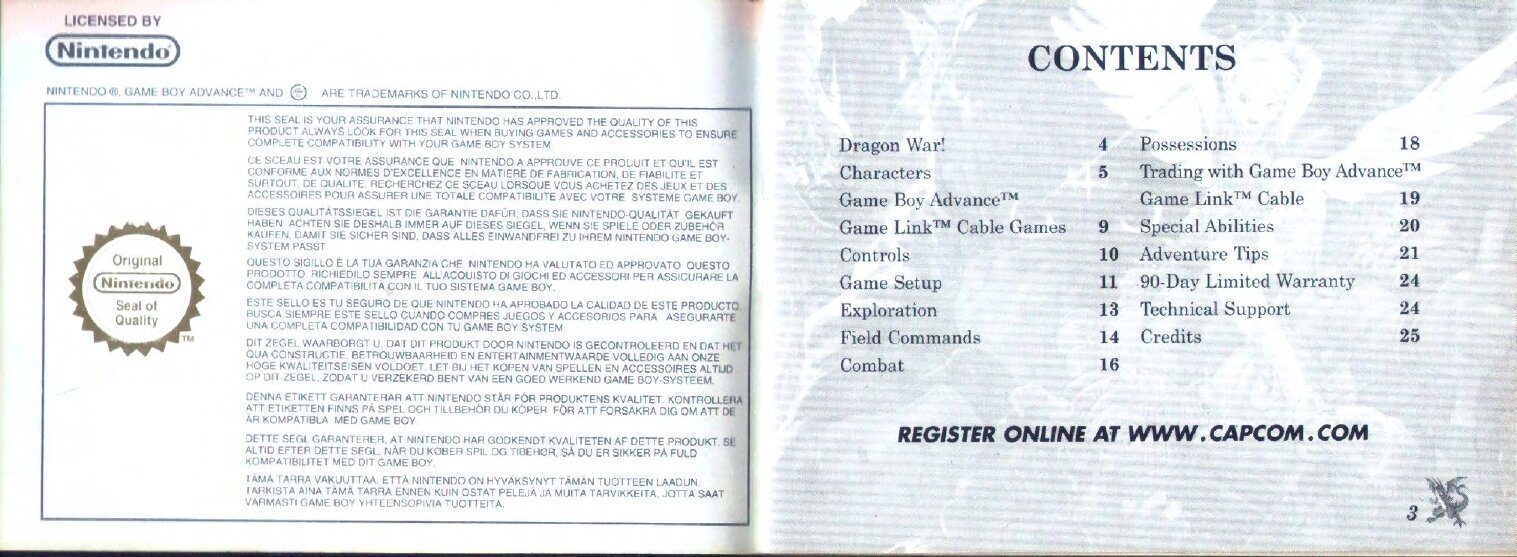 LICENSED BY
Nintendo
NINTENDO ®, GAME BOY ADVANCE™ AND ARE TRADEMARKS OF NINTENDO CO.,LTD.
Original
Nintendo
Seal of
Quality
TM
THIS SEAL IS YOUR ASSURANCE THAT NINTENDO HAS APPROVED THE QUALITY OF THIS
PRODUCT ALWAYS LOOK FOR THIS SEAL WHEN BUYING GAMES AND ACCESSORIES TO ENSURE
COMPLETE COMPATIBILITY WITH YOUR GAME BOY SYSTEM
CE SCEAU EST VOTRE ASSURANCE QUE NINTENDO A APPROUVE CE PRODUIT ET QU'IL EST
CONFORME AUX NORMES D'EXCELLENCE EN MATIERE DE FABRICATION, DE FIABILITE ET
SURTOUT, DE QUALITE. RECHERCHEZ CE SCEAU LORSQUE VOUS ACHETEZ DES JEUX ET DES
ACCESSOIRES POUR ASSURER UNE TOTALE COMPATIBILITE AVEC VOTRE SYSTEME GAME BOY.
DIESES QUALITÄTSSIEGEL IST DIE GARANTIE DAFÜR, DASS SIE NINTENDO-QUALITÄT GEKAUFT
HABEN ACHTEN SIE DESHALB IMMER AUF DIESES SIEGEL, WENN SIE SPIELE ODER ZUBEHÖR
KAUFEN, DAMIT SIE SICHER SIND, DASS ALLES EINWANDFREI ZU IHREM NINTENDO GAME BOY-
SYSTEM PASST
QUESTO SIGILLO È LA TUA GARANZIA CHE NINTENDO HA VALUTATO ED APPROVATO QUESTO
PRODOTTO RICHIEDILO SEMPRE ALL'ACQUISTO DI GIOCHI ED ACCESSORI PER ASSICURARE LA
COMPLETA COMPATIBILITÀ CON IL TUO SISTEMA GAME BOY.
ESTE SELLO ES TU SEGURO DE QUE NINTENDO HA APROBADO LA CALIDAD DE ESTE PRODUCTO.
BUSCA SIEMPRE ESTE SELLO CUANDO COMPRES JUEGOS Y ACCESORIOS PARA ASEGURARTE
UNA COMPLETA COMPATIBILIDAD CON TU GAME BOY SYSTEM
DIT ZEGEL WAARBORGT U, DAT DIT PRODUKT DOOR NINTENDO IS GECONTROLEERD EN DAT HET
QUA CONSTRUCTIE, BETROUWBAARHEID EN ENTERTAINMENTWAARDE VOLLEDIG AAN ONZE
HOGE KWALITEITSEISEN VOLDOET. LET BIJ HET KOPEN VAN SPELLEN EN ACCESSOIRES ALTIJD
OP DIT ZEGEL, ZODAT U VERZEKERD BENT VAN EEN GOED WERKEND GAME BOY-SYSTEEM.
DENNA ETIKETT GARANTERAR ATT NINTENDO STÅR FÖR PRODUKTENS KVALITET. KONTROLLERA
ATT ETIKETTEN FINNS PÅ SPEL OCH TILLBEHÖR DU KÖPER FÖR ATT FÖRSÄKRA DIG OM ATT DE
ÄR KOMPATIBLA MED GAME BOY
DETTE SEGL GARANTERER, AT NINTENDO HAR GODKENDT KVALITETEN AF DETTE PRODUKT. SE
ALTID EFTER DETTE SEGL, NÅR DU KØBER SPIL OG TIBEHØR, SÅ DU ER SIKKER PÅ FULD
KOMPATIBILITET MED DIT GAME BOY.
TÄMÄ TARRA VAKUUTTAA, ETTÄ NINTENDO ON HYVÄKSYNYT TÄMÄN TUOTTEEN LAADUN.
TARKISTA AINA TÄMÄ TARRA ENNEN KUIN OSTAT PELEJÄ JA MUITA TARVIKKEITA, JOTTA SAAT
VARMASTI GAME BOY YHTEENSOPIVIA TUOTTEITA.
CONTENTS
Dragon War! 4
Characters 5
Game Boy Advance™
Game Link™ Cable Games 9
Controls 10
Game Setup 11
Exploration 13
Field Commands 14
Combat 16
Possessions 18
Trading with Game Boy Advance™
Game Link™ Cable 19
Special Abilities 20
Adventure Tips 21
90-Day Limited Warranty 24
Technical Support 24
Credits 25
REGISTER ONLINE AT WWW.CAPCOM.COM
3